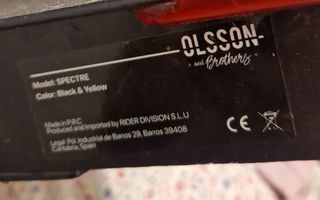 OLSSON
and Brothers
Model: SPECTRE
Color: Black & Yellow
Made in P.R.C
Produced and Imported by RIDER DIVISION S.L.U
Legal: Pol. Industrial de Barros 29, Barros 39408
Cantabria, Spain
CE